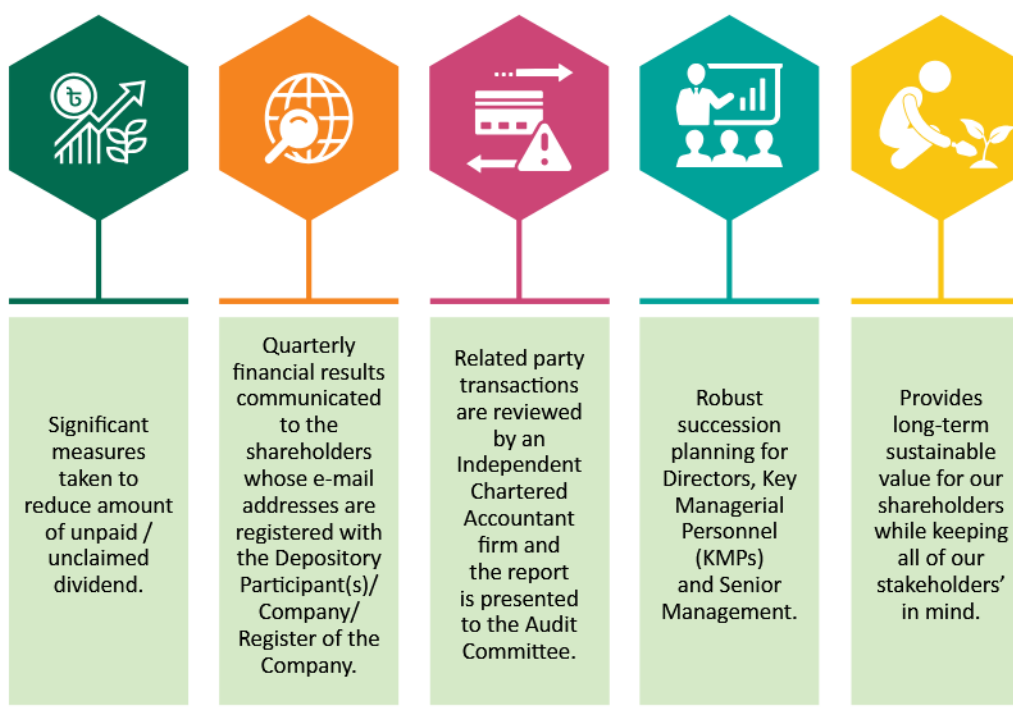 ৳
Significant
measures
taken to
reduce amount
of unpaid /
unclaimed
dividend.
Quarterly
financial results
communicated
to the
shareholders
whose e-mail
addresses are
registered with
the Depository
Participant(s)/
Company/
Register of the
Company.
Related party
transactions
are reviewed
by an
Independent
Chartered
Accountant
firm and
the report
is presented
to the Audit
Committee.
Robust
succession
planning for
Directors, Key
Managerial
Personnel
(KMPs)
and Senior
Management.
Provides
long-term
sustainable
value for our
shareholders
while keeping
all of our
stakeholders’
in mind.